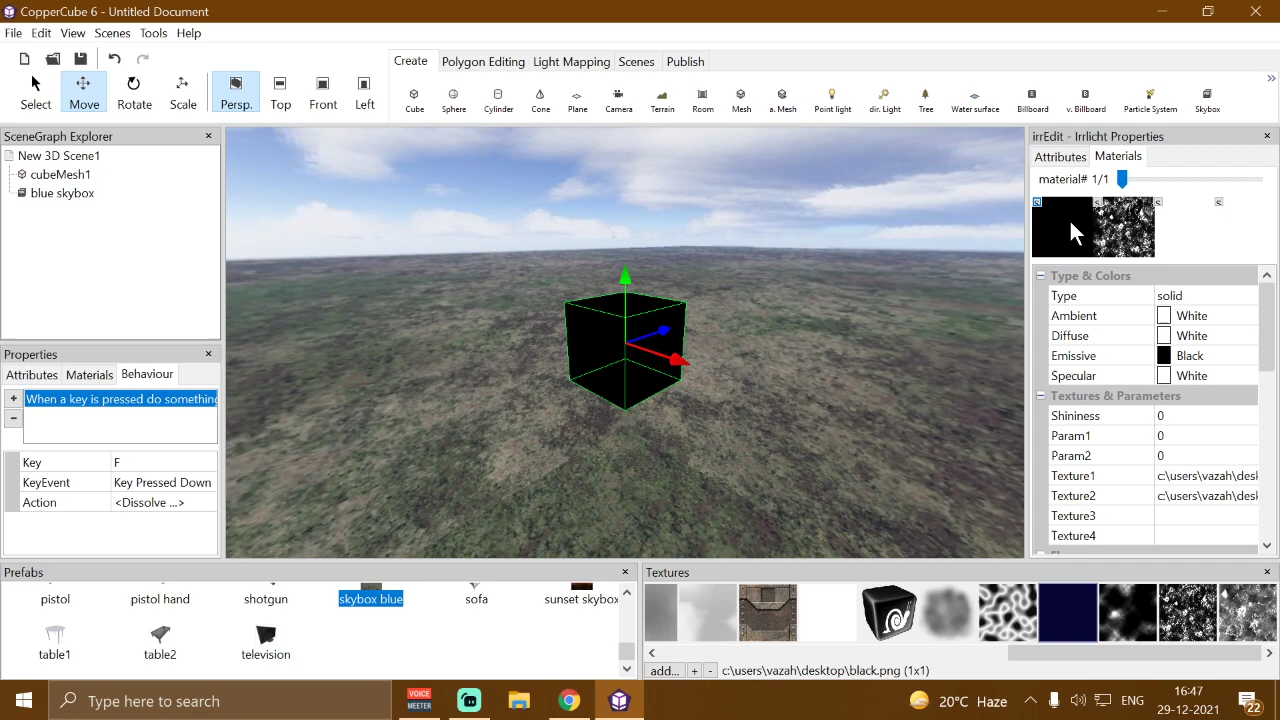 CopperCube 6 - Untitled Document
File Edit View Scenes Tools Help
Create Polygon Editing Light Mapping Scenes Publish
Select Move Rotate Scale Persp. Top Front Left
Cube Sphere Cylinder Cone Plane Camera Terrain Room Mesh a. Mesh Point light dir. Light Tree Water surface Billboard v. Billboard Particle System Skybox
SceneGraph Explorer
New 3D Scene1
cubeMesh1
blue skybox
Properties
Attributes Materials Behaviour
When a key is pressed do something
Key F
KeyEvent Key Pressed Down
Action <Dissolve ...>
irrEdit - Irrlicht Properties
Attributes Materials
material# 1/1
S S S S
Type & Colors
Type solid
Ambient White
Diffuse White
Emissive Black
Specular White
Textures & Parameters
Shininess 0
Param1 0
Param2 0
Texture1 c:\users\vazah\desk
Texture2 c:\users\vazah\desk
Texture3
Texture4
Prefabs
pistol pistol hand shotgun skybox blue sofa sunset skybox
table1 table2 television
Textures
add... + - c:\users\vazah\desktop\black.png (1x1)
Type here to search
VOICE
MEETER
20°C Haze
ENG
16:47
29-12-2021
22